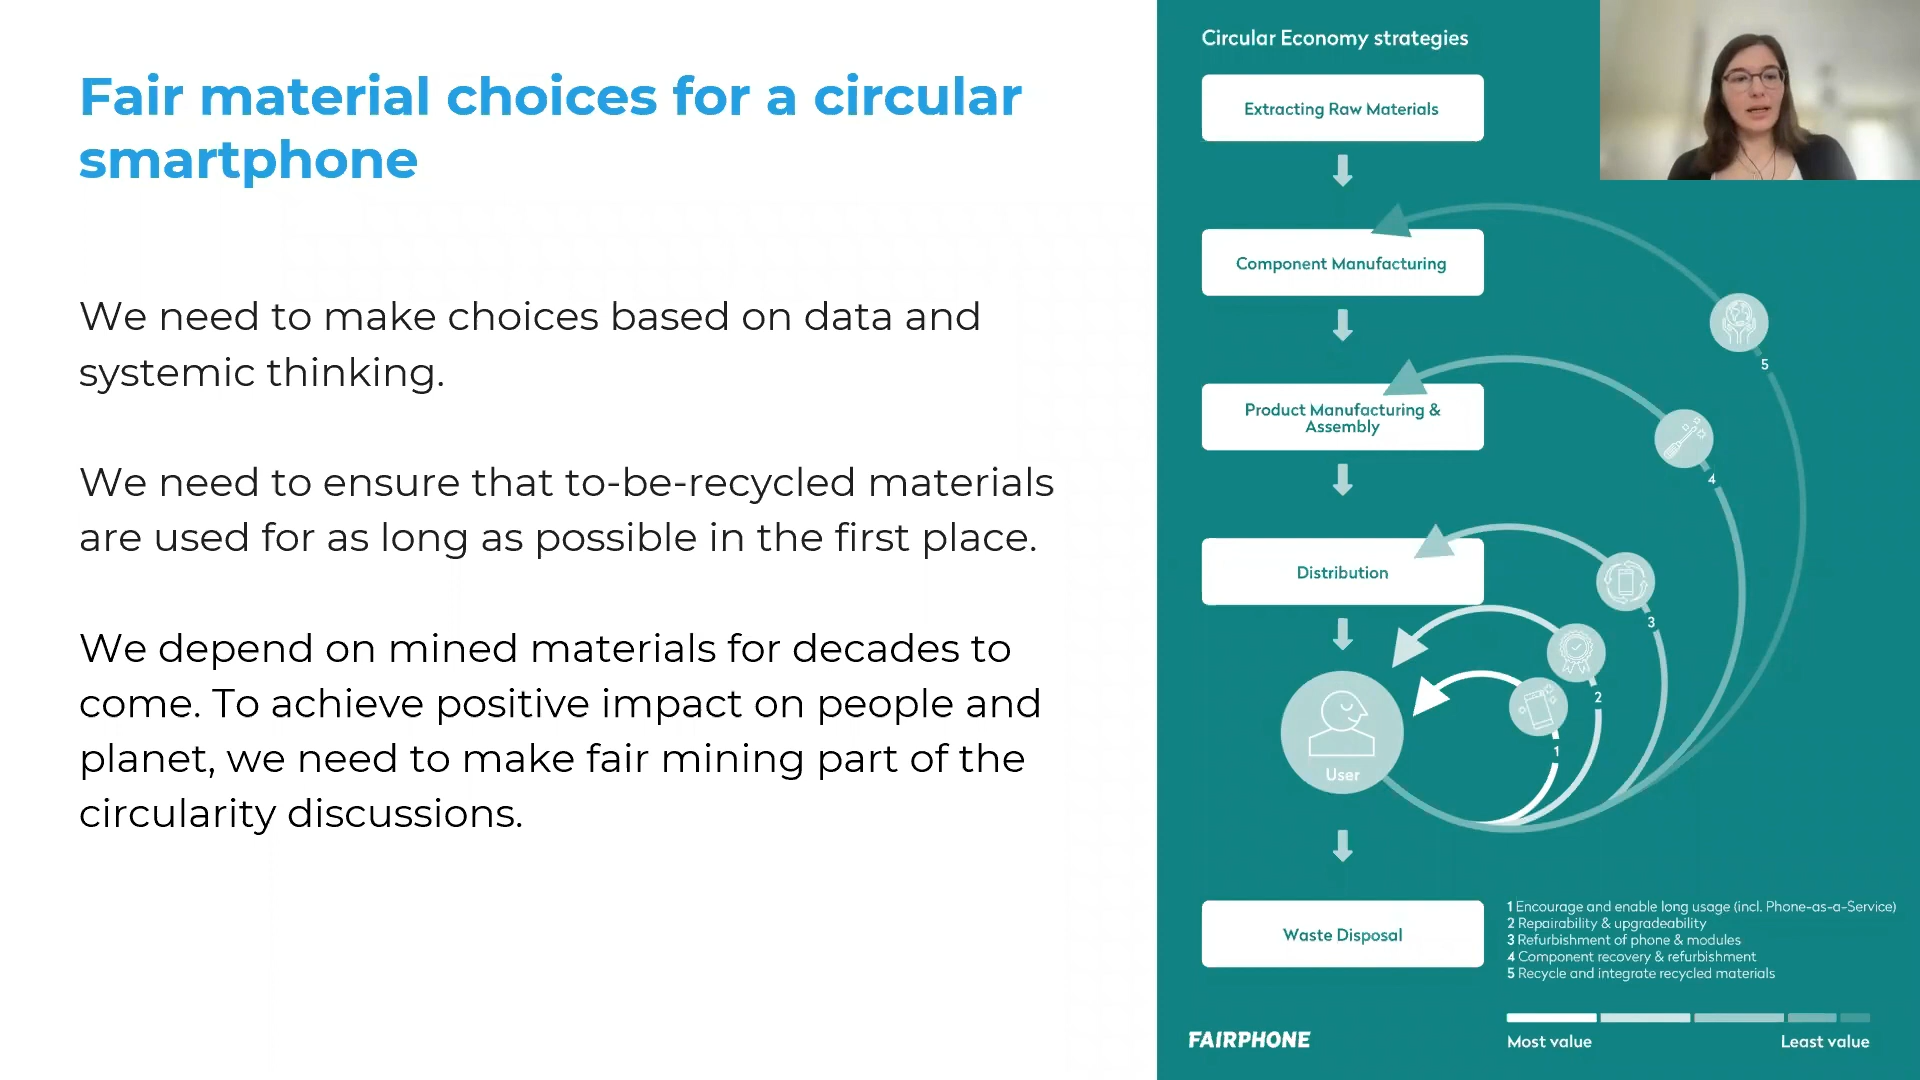 Fair material choices for a circular
smartphone
We need to make choices based on data and
systemic thinking.
We need to ensure that to-be-recycled materials
are used for as long as possible in the first place.
We depend on mined materials for decades to
come. To achieve positive impact on people and
planet, we need to make fair mining part of the
circularity discussions.
Circular Economy strategies
Extracting Raw Materials
Component Manufacturing
5
Product Manufacturing &
Assembly
4
Distribution
3
2
1
User
Waste Disposal
1 Encourage and enable long usage (incl. Phone-as-a-Service)
2 Repairability & upgradeability
3 Refurbishment of phone & modules
4 Component recovery & refurbishment
5 Recycle and integrate recycled materials
FAIRPHONE
Most value
Least value